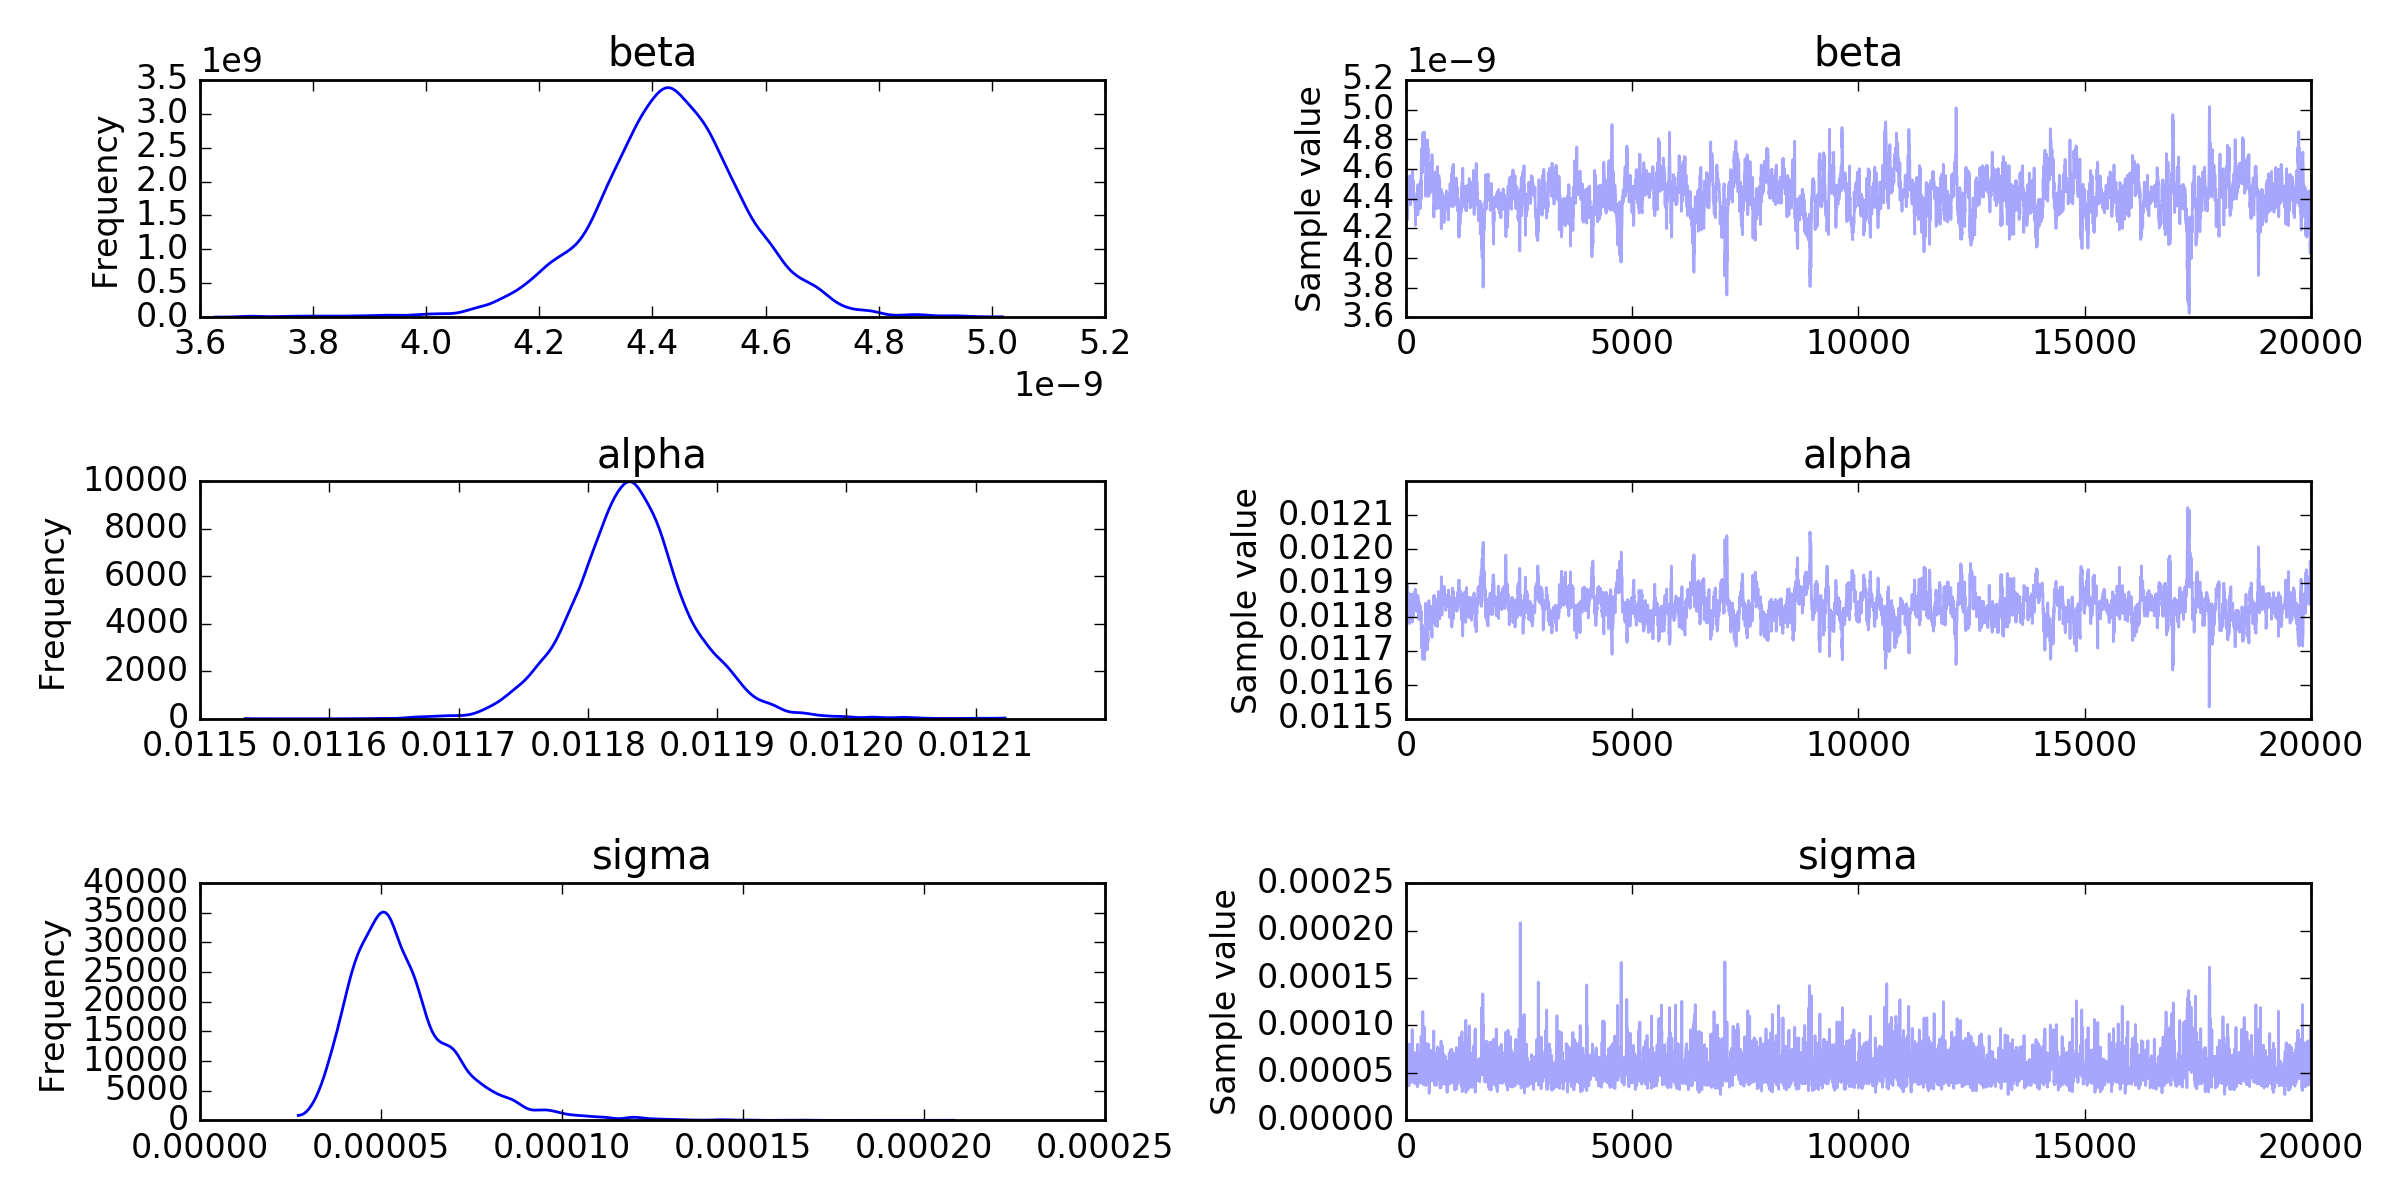 beta
1e9
Frequency
3.5
3.0
2.5
2.0
1.5
1.0
0.5
0.0
3.6 3.8 4.0 4.2 4.4 4.6 4.8 5.0 5.2
1e−9
beta
1e−9
Sample value
5.2
5.0
4.8
4.6
4.4
4.2
4.0
3.8
3.6
0 5000 10000 15000 20000
alpha
Frequency
10000
8000
6000
4000
2000
0
0.0115 0.0116 0.0117 0.0118 0.0119 0.0120 0.0121
alpha
Sample value
0.0121
0.0120
0.0119
0.0118
0.0117
0.0116
0.0115
0 5000 10000 15000 20000
sigma
Frequency
40000
35000
30000
25000
20000
15000
10000
5000
0
0.00000 0.00005 0.00010 0.00015 0.00020 0.00025
sigma
Sample value
0.00025
0.00020
0.00015
0.00010
0.00005
0.00000
0 5000 10000 15000 20000